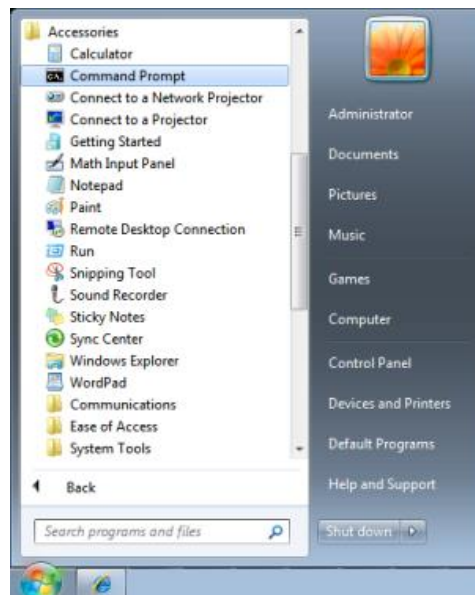 Accessories
Calculator
Command Prompt
Connect to a Network Projector
Connect to a Projector
Getting Started
Math Input Panel
Notepad
Paint
Remote Desktop Connection
Run
Snipping Tool
Sound Recorder
Sticky Notes
Sync Center
Windows Explorer
WordPad
Communications
Ease of Access
System Tools
Back
Search programs and files
Administrator
Documents
Pictures
Music
Games
Computer
Control Panel
Devices and Printers
Default Programs
Help and Support
Shut down